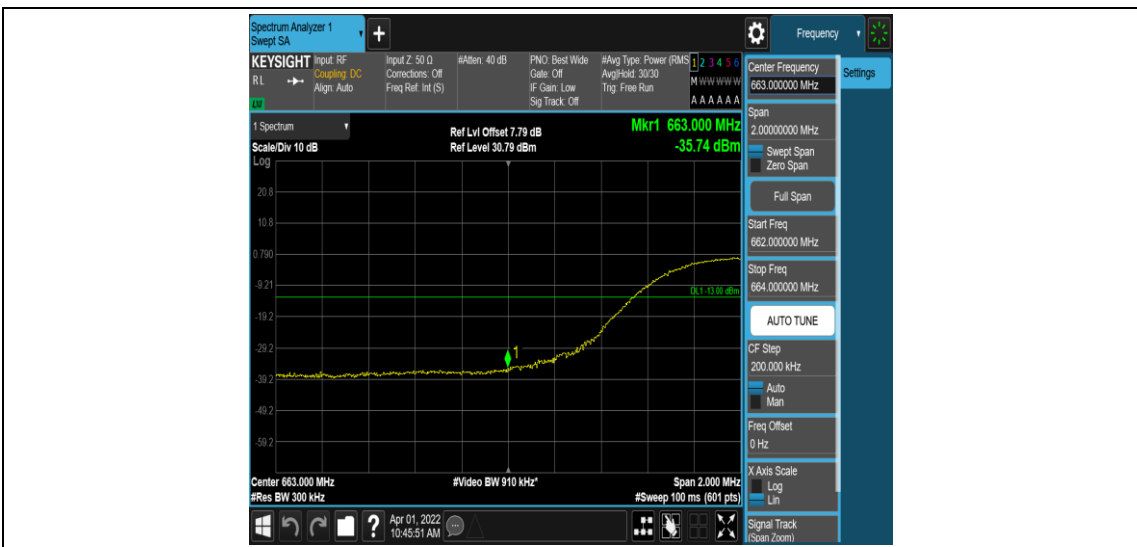 Spectrum Analyzer 1
Swept SA
+
Frequency
KEYSIGHT
RL
LXI
Input: RF
Coupling: DC
Align: Auto
Input Z: 50 Ω
Corrections: Off
Freq Ref: Int (S)
#Atten: 40 dB
PNO: Best Wide
Gate: Off
IF Gain: Low
Sig Track: Off
#Avg Type: Power (RMS
Avg|Hold: 30/30
Trig: Free Run
1 2 3 4 5 6
M W W W W W
A A A A A A
1 Spectrum
Scale/Div 10 dB
Ref Lvl Offset 7.79 dB
Ref Level 30.79 dBm
Mkr1 663.000 MHz
-35.74 dBm
Log
20.8
10.8
0.790
-9.21
-19.2
-29.2
-39.2
-49.2
-59.2
DL1 -13.00 dBm
1
Center 663.000 MHz
#Res BW 300 kHz
#Video BW 910 kHz*
Span 2.000 MHz
#Sweep 100 ms (601 pts)
?
Apr 01, 2022
10:45:51 AM
Center Frequency
663.000000 MHz
Settings
Span
2.00000000 MHz
Swept Span
Zero Span
Full Span
Start Freq
662.000000 MHz
Stop Freq
664.000000 MHz
AUTO TUNE
CF Step
200.000 kHz
Auto
Man
Freq Offset
0 Hz
X Axis Scale
Log
Lin
Signal Track
(Span Zoom)